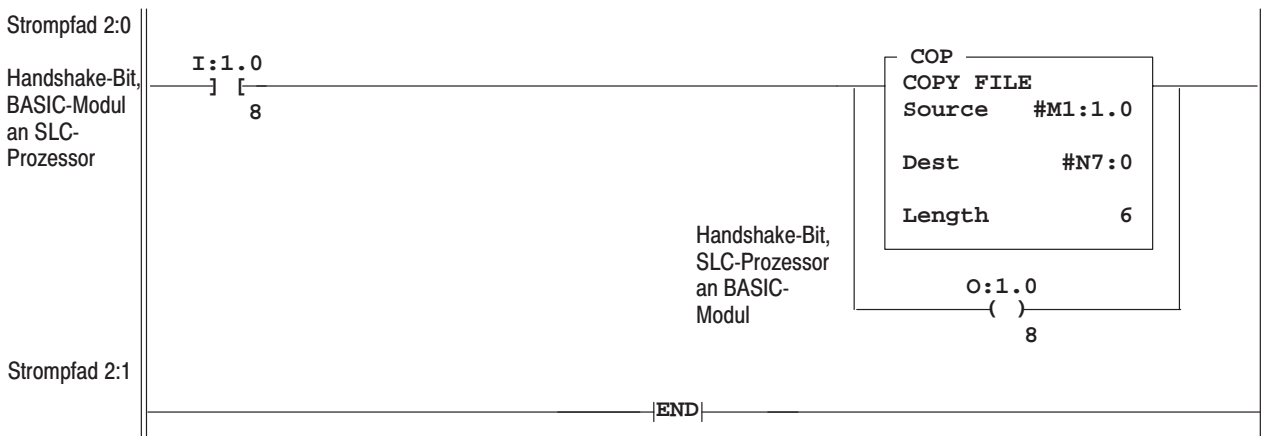 Strompfad 2:0
Handshake-Bit,
BASIC-Modul
an SLC-
Prozessor
I:1.0
] [
8
COP
COPY FILE
Source #M1:1.0
Dest #N7:0
Length 6
Handshake-Bit,
SLC-Prozessor
an BASIC-
Modul
O:1.0
( )
8
Strompfad 2:1
END